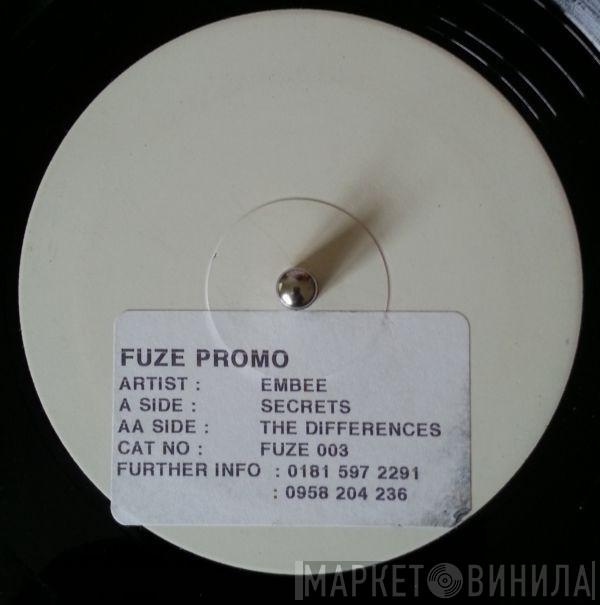 FUZE PROMO
ARTIST : EMBEE
A SIDE : SECRETS
AA SIDE : THE DIFFERENCES
CAT NO : FUZE 003
FURTHER INFO : 0181 597 2291
: 0958 204 236
МАРКЕТ ВИНИЛА